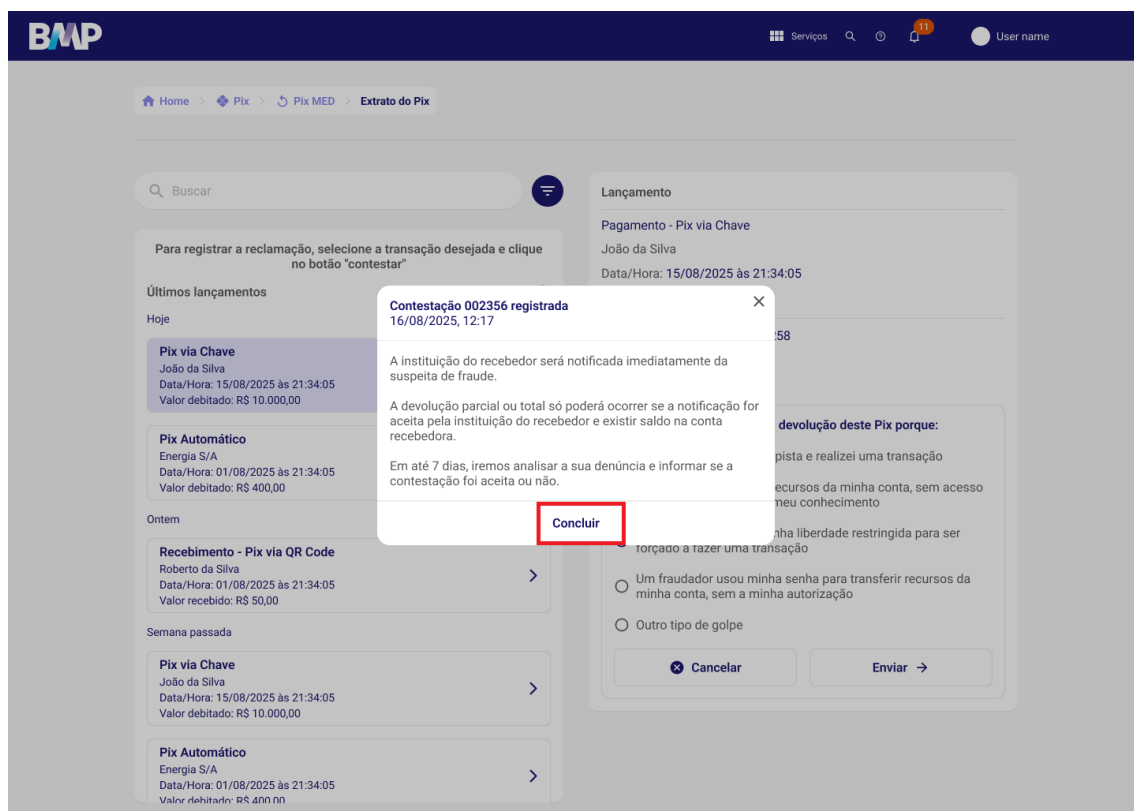 BMP
Serviços
11
User name
Home > Pix > Pix MED > Extrato do Pix
Buscar
Para registrar a reclamação, selecione a transação desejada e clique
no botão "contestar"
Últimos lançamentos
Hoje
Pix via Chave
João da Silva
Data/Hora: 15/08/2025 às 21:34:05
Valor debitado: R$ 10.000,00
Pix Automático
Energia S/A
Data/Hora: 01/08/2025 às 21:34:05
Valor debitado: R$ 400,00
Ontem
Recebimento - Pix via QR Code
Roberto da Silva
Data/Hora: 01/08/2025 às 21:34:05
Valor recebido: R$ 50,00
Semana passada
Pix via Chave
João da Silva
Data/Hora: 15/08/2025 às 21:34:05
Valor debitado: R$ 10.000,00
Pix Automático
Energia S/A
Data/Hora: 01/08/2025 às 21:34:05
Valor debitado: R$ 400,00
Contestação 002356 registrada
16/08/2025, 12:17
A instituição do recebedor será notificada imediatamente da
suspeita de fraude.
A devolução parcial ou total só poderá ocorrer se a notificação for
aceita pela instituição do recebedor e existir saldo na conta
recebedora.
Em até 7 dias, iremos analisar a sua denúncia e informar se a
contestação foi aceita ou não.
Concluir
Lançamento
Pagamento - Pix via Chave
João da Silva
Data/Hora: 15/08/2025 às 21:34:05
:58
devolução deste Pix porque:
pista e realizei uma transação
ecursos da minha conta, sem acesso
meu conhecimento
nha liberdade restringida para ser
forçado a fazer uma transação
Um fraudador usou minha senha para transferir recursos da
minha conta, sem a minha autorização
Outro tipo de golpe
Cancelar
Enviar →